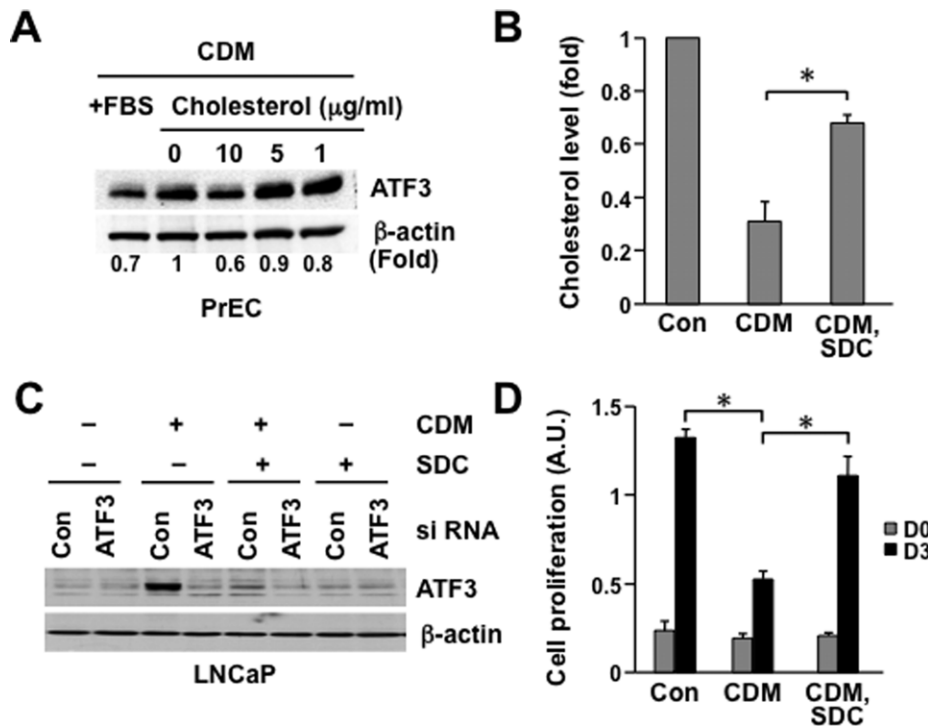 A
CDM
+FBS Cholesterol (μg/ml)
0 10 5 1
ATF3
β-actin
(Fold)
0.7 1 0.6 0.9 0.8
PrEC
B
Cholesterol level (fold)
1
0.8
0.6
0.4
0.2
0
*
Con CDM CDM,
SDC
C
– + + – CDM
– – + + SDC
Con ATF3 Con ATF3 Con ATF3 Con ATF3 si RNA
ATF3
β-actin
LNCaP
D
Cell proliferation (A.U.)
1.5
1
0.5
0
* *
D0
D3
Con CDM CDM,
SDC